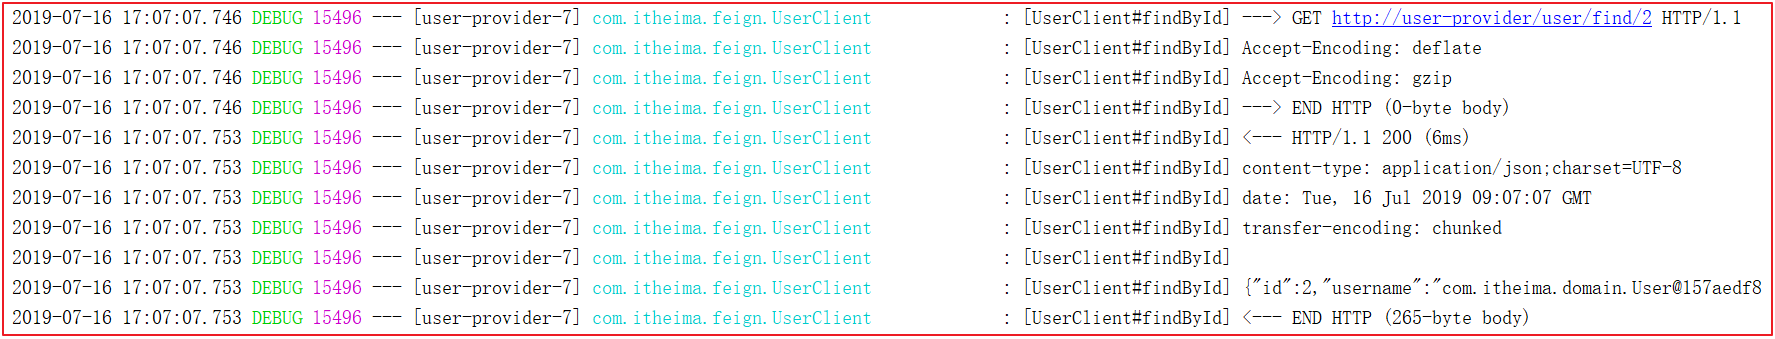 2019-07-16 17:07:07.746 DEBUG 15496 --- [user-provider-7] com.itheima.feign.UserClient : [UserClient#findById] ---> GET http://user-provider/user/find/2 HTTP/1.1
2019-07-16 17:07:07.746 DEBUG 15496 --- [user-provider-7] com.itheima.feign.UserClient : [UserClient#findById] Accept-Encoding: deflate
2019-07-16 17:07:07.746 DEBUG 15496 --- [user-provider-7] com.itheima.feign.UserClient : [UserClient#findById] Accept-Encoding: gzip
2019-07-16 17:07:07.746 DEBUG 15496 --- [user-provider-7] com.itheima.feign.UserClient : [UserClient#findById] ---> END HTTP (0-byte body)
2019-07-16 17:07:07.753 DEBUG 15496 --- [user-provider-7] com.itheima.feign.UserClient : [UserClient#findById] <--- HTTP/1.1 200 (6ms)
2019-07-16 17:07:07.753 DEBUG 15496 --- [user-provider-7] com.itheima.feign.UserClient : [UserClient#findById] content-type: application/json;charset=UTF-8
2019-07-16 17:07:07.753 DEBUG 15496 --- [user-provider-7] com.itheima.feign.UserClient : [UserClient#findById] date: Tue, 16 Jul 2019 09:07:07 GMT
2019-07-16 17:07:07.753 DEBUG 15496 --- [user-provider-7] com.itheima.feign.UserClient : [UserClient#findById] transfer-encoding: chunked
2019-07-16 17:07:07.753 DEBUG 15496 --- [user-provider-7] com.itheima.feign.UserClient : [UserClient#findById]
2019-07-16 17:07:07.753 DEBUG 15496 --- [user-provider-7] com.itheima.feign.UserClient : [UserClient#findById] {"id":2,"username":"com.itheima.domain.User@157aedf8
2019-07-16 17:07:07.753 DEBUG 15496 --- [user-provider-7] com.itheima.feign.UserClient : [UserClient#findById] <--- END HTTP (265-byte body)